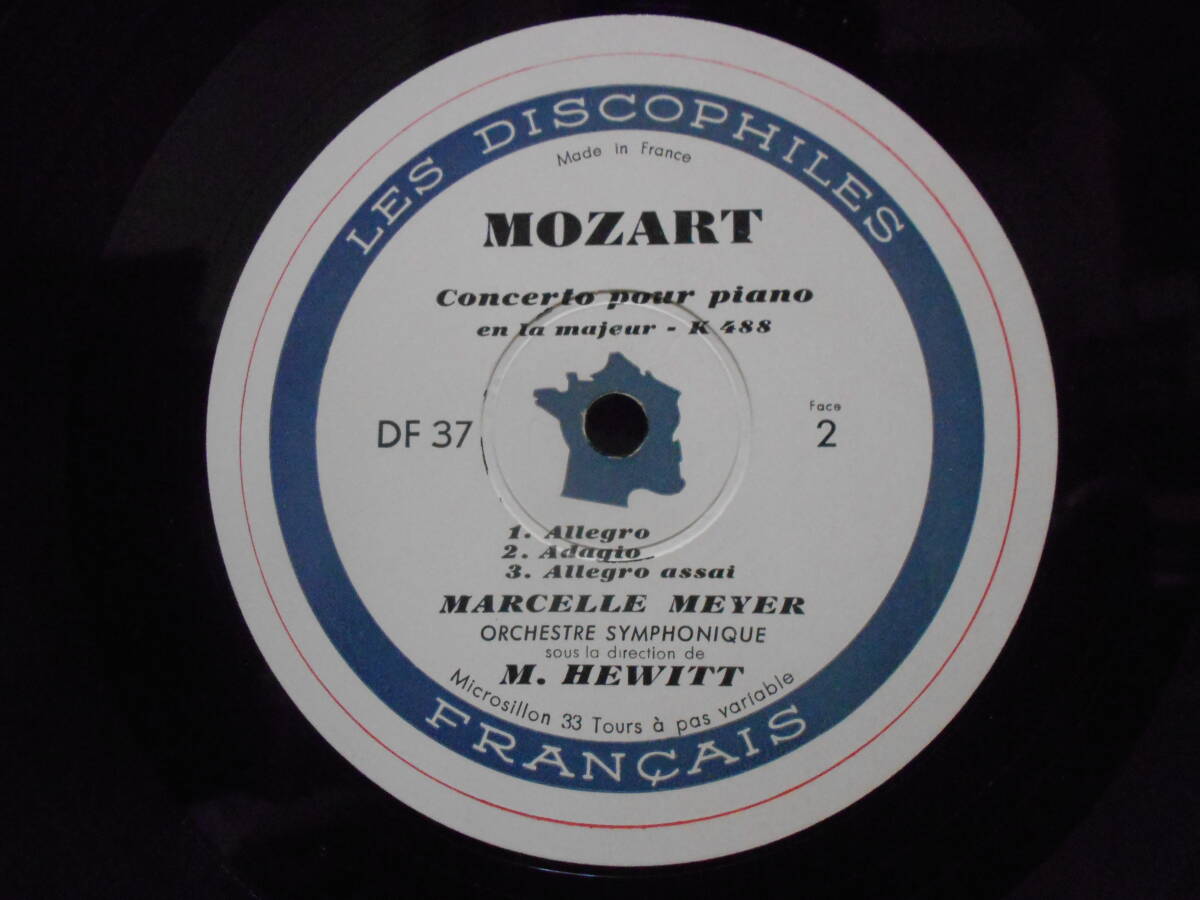 LES DISCOPHILES
Made in France
MOZART
Concerto pour piano
en la majeur - K 488
DF 37
Face
2
1. Allegro
2. Adagio
3. Allegro assai
MARCELLE MEYER
ORCHESTRE SYMPHONIQUE
sous la direction de
M. HEWITT
Microsillon 33 Tours à pas variable
FRANÇAIS